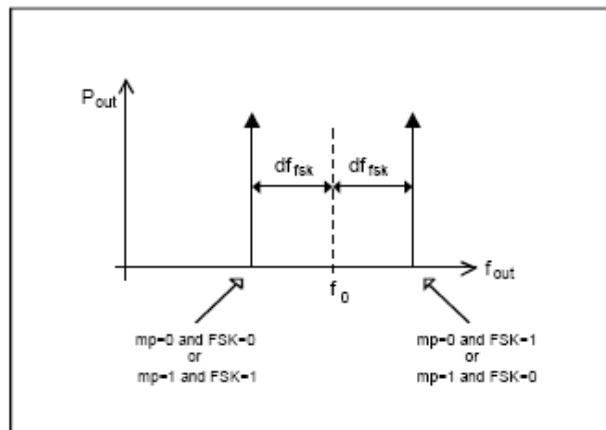 Pout
dffsk dffsk
fout
f0
mp=0 and FSK=0
or
mp=1 and FSK=1
mp=0 and FSK=1
or
mp=1 and FSK=0